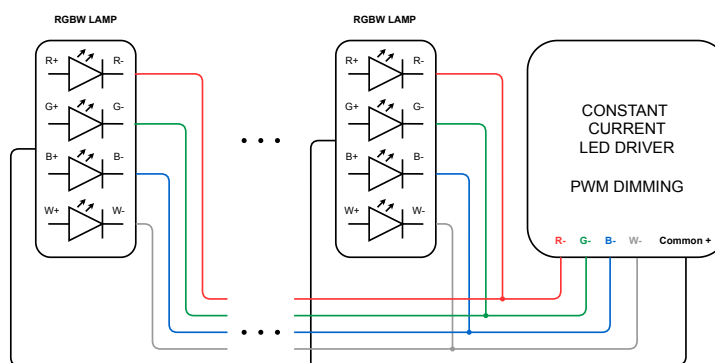 RGBW LAMP
R+ R-
G+ G-
B+ B-
W+ W-
RGBW LAMP
R+ R-
G+ G-
B+ B-
W+ W-
CONSTANT
CURRENT
LED DRIVER
PWM DIMMING
R- G- B- W- Common +